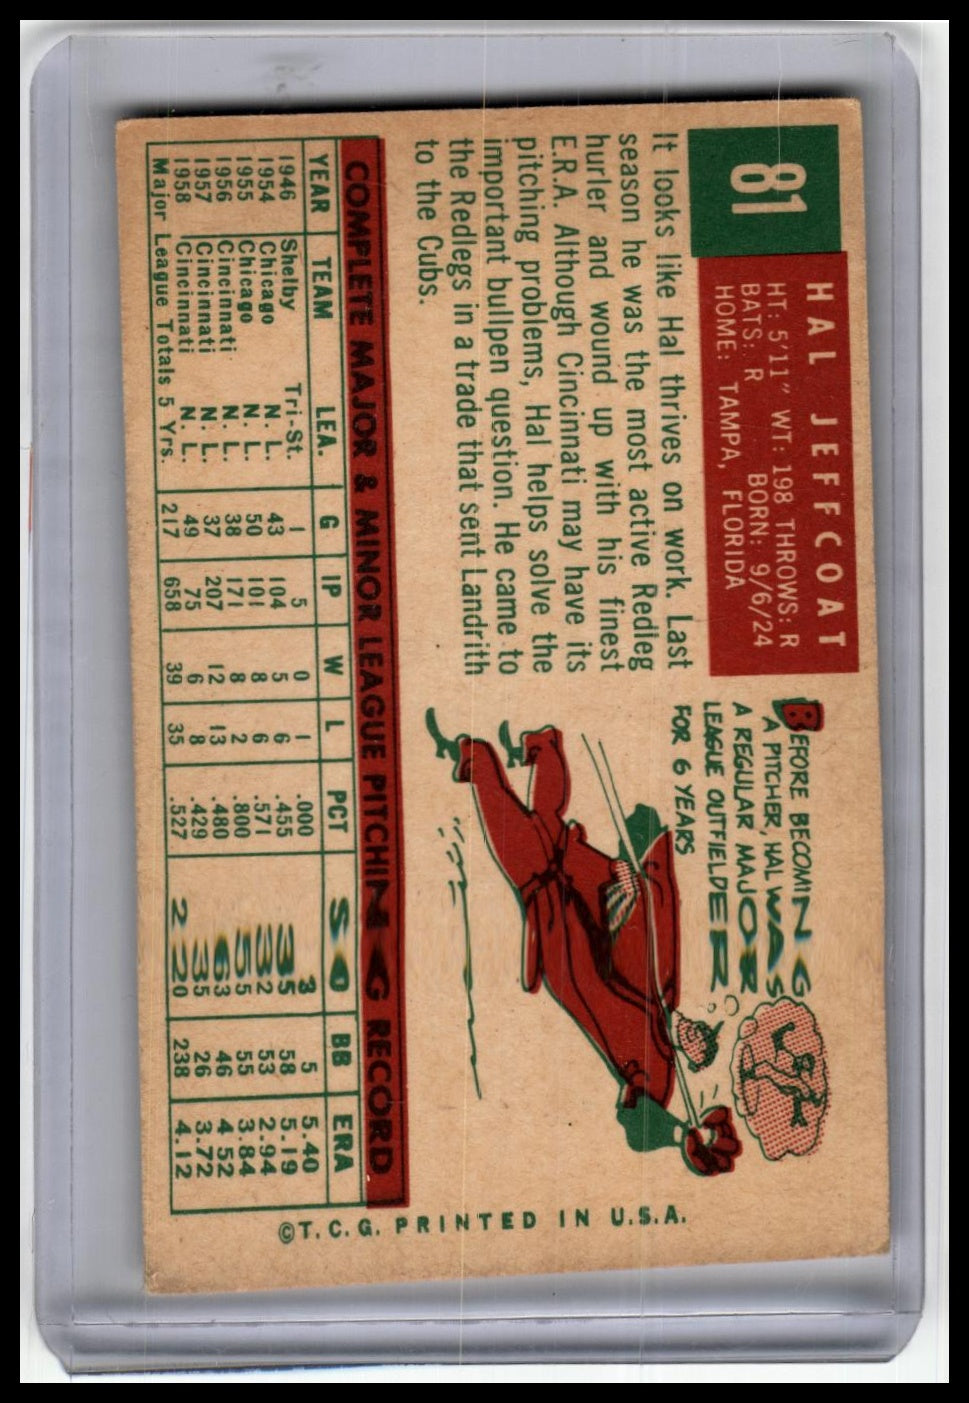 81
HAL JEFFCOAT
HT: 5'11" WT: 198 THROWS: R
BATS: R BORN: 9/6/24
HOME: TAMPA, FLORIDA
It looks like Hal thrives on work. Last
season he was the most active Redleg
hurler and wound up with his finest
E.R.A. Although Cincinnati may have its
pitching problems, Hal helps solve the
important bullpen question. He came to
the Redlegs in a trade that sent Landrith
to the Cubs.
BEFORE BECOMING
A PITCHER, HAL WAS
A REGULAR MAJOR
LEAGUE OUTFIELDER
FOR 6 YEARS
COMPLETE MAJOR & MINOR LEAGUE PITCHING RECORD
YEAR TEAM LEA. G IP W L PCT SO BB ERA
1946 Shelby Tri-St. 1 5 0 1 .000 3 5 5.40
1954 Chicago N.L. 43 104 5 6 .455 35 58 5.19
1955 Chicago N.L. 50 101 8 6 .571 32 53 2.94
1956 Cincinnati N.L. 38 171 8 2 .800 55 55 3.84
1957 Cincinnati N.L. 37 207 12 13 .480 63 46 4.52
1958 Cincinnati N.L. 49 75 6 8 .429 35 26 3.72
Major League Totals 5 Yrs. 217 658 39 35 .527 220 238 4.12
©T.C.G. PRINTED IN U.S.A.